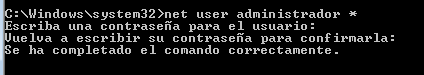 C:\Windows\system32>net user administrador *
Escriba una contraseña para el usuario:
Vuelva a escribir su contraseña para confirmarla:
Se ha completado el comando correctamente.